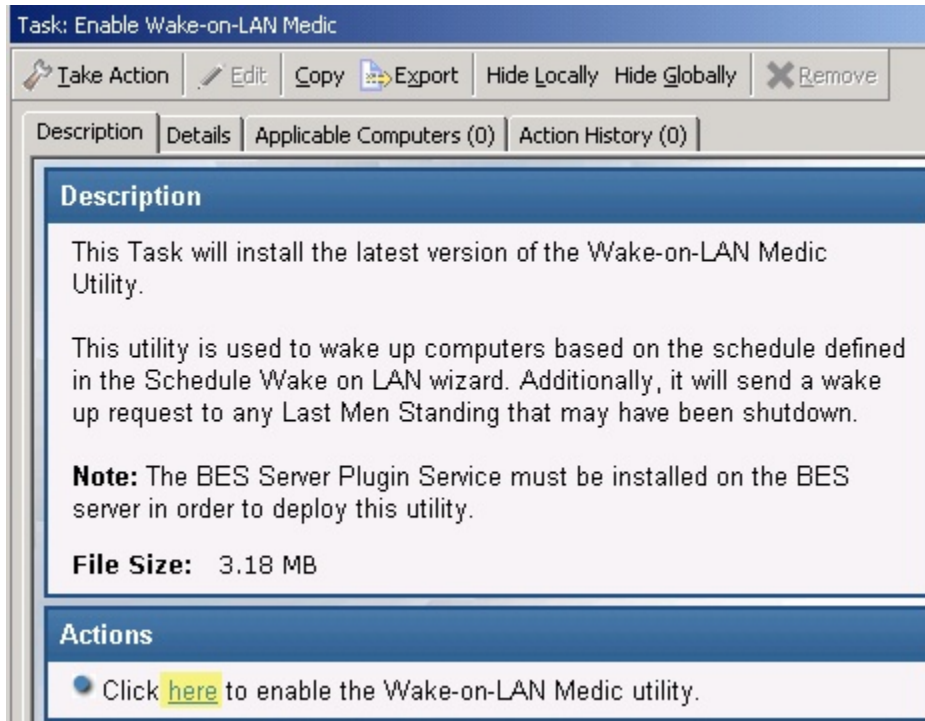 Task: Enable Wake-on-LAN Medic
Take Action Edit Copy Export Hide Locally Hide Globally Remove
Description Details Applicable Computers (0) Action History (0)
Description
This Task will install the latest version of the Wake-on-LAN Medic
Utility.
This utility is used to wake up computers based on the schedule defined
in the Schedule Wake on LAN wizard. Additionally, it will send a wake
up request to any Last Men Standing that may have been shutdown.
Note: The BES Server Plugin Service must be installed on the BES
server in order to deploy this utility.
File Size: 3.18 MB
Actions
Click here to enable the Wake-on-LAN Medic utility.